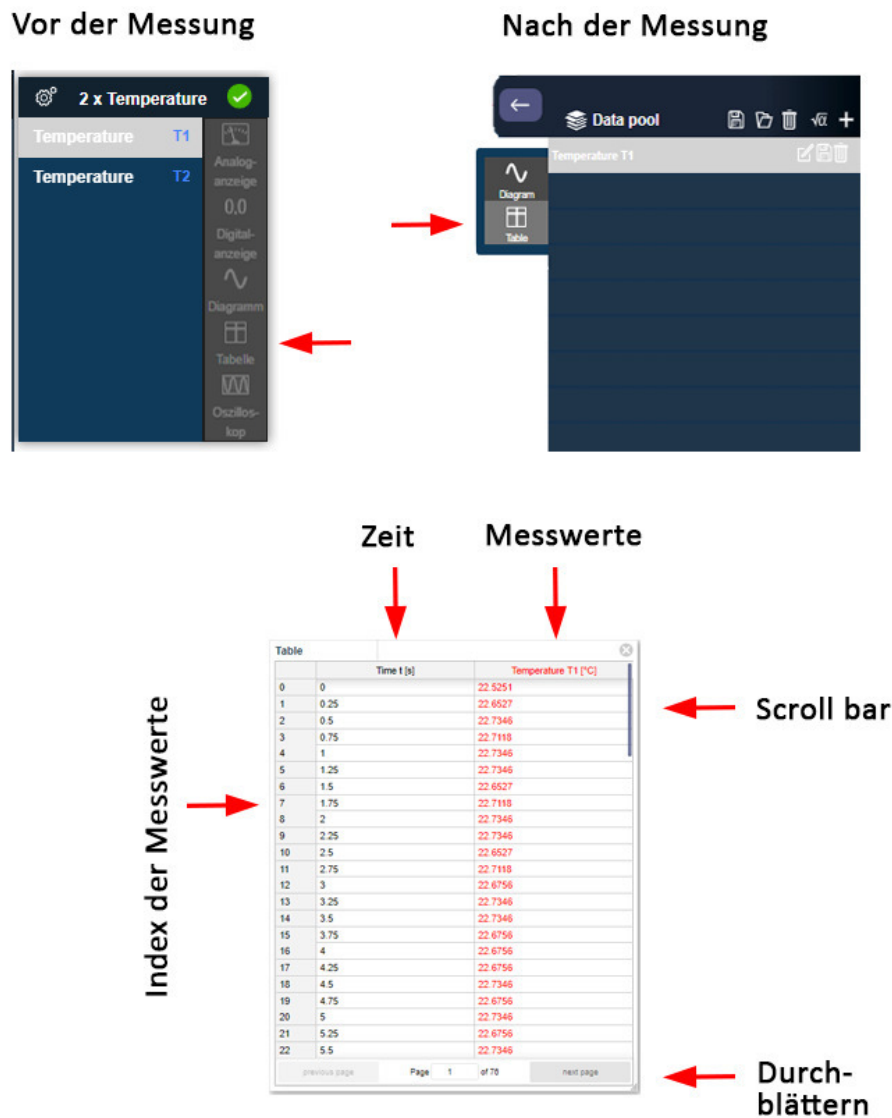 Vor der Messung
2 x Temperature
Temperature T1
Temperature T2
Analog-
anzeige
0,0
Digital-
anzeige
Diagramm
Tabelle
Oszillos-
kop
Nach der Messung
Data pool
√α +
Temperature T1
Diagram
Table
Zeit
Messwerte
Index der Messwerte
Scroll bar
Durch-
blättern
Table
Time t [s] Temperature T1 [°C]
0 0 22.5251
1 0.25 22.6527
2 0.5 22.7346
3 0.75 22.7118
4 1 22.7346
5 1.25 22.7346
6 1.5 22.6527
7 1.75 22.7118
8 2 22.7346
9 2.25 22.7346
10 2.5 22.6527
11 2.75 22.7118
12 3 22.6756
13 3.25 22.7346
14 3.5 22.7346
15 3.75 22.6756
16 4 22.6756
17 4.25 22.6756
18 4.5 22.7346
19 4.75 22.6756
20 5 22.7346
21 5.25 22.6756
22 5.5 22.7346
previous page Page 1 of 78 next page